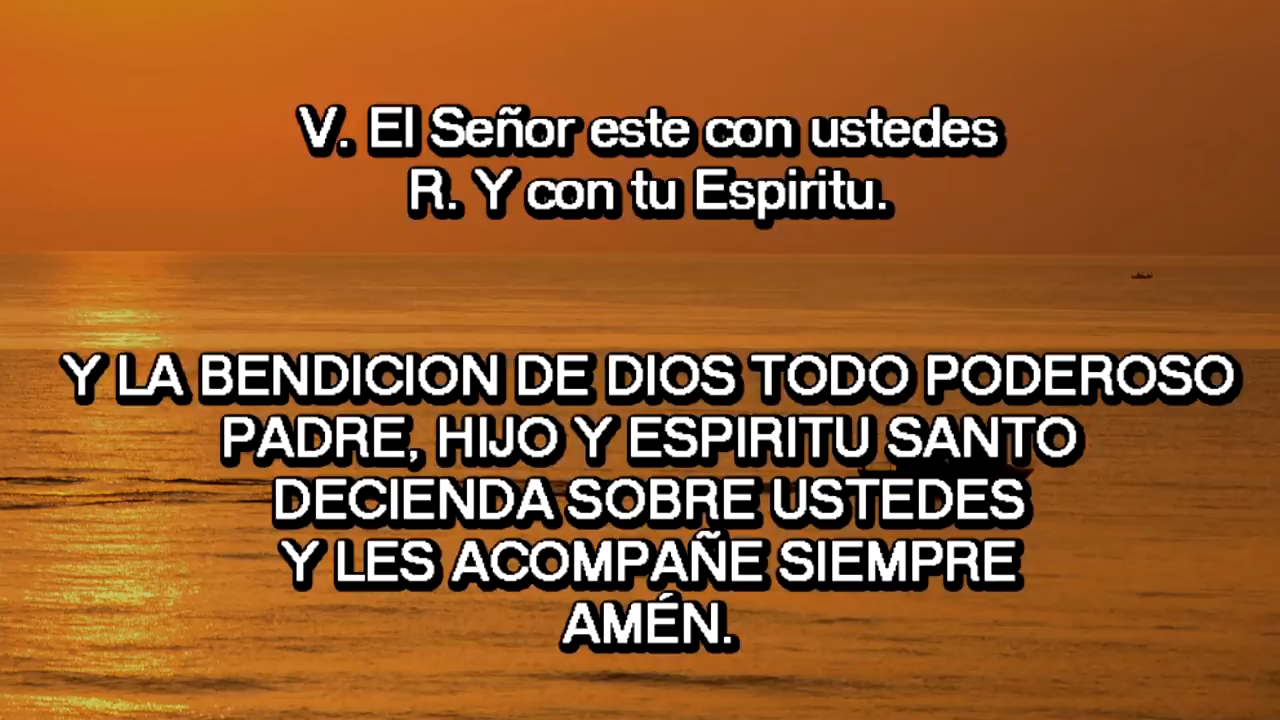 V. El Señor este con ustedes
R. Y con tu Espiritu.
Y LA BENDICION DE DIOS TODO PODEROSO
PADRE, HIJO Y ESPIRITU SANTO
DECIENDA SOBRE USTEDES
Y LES ACOMPAÑE SIEMPRE
AMÉN.